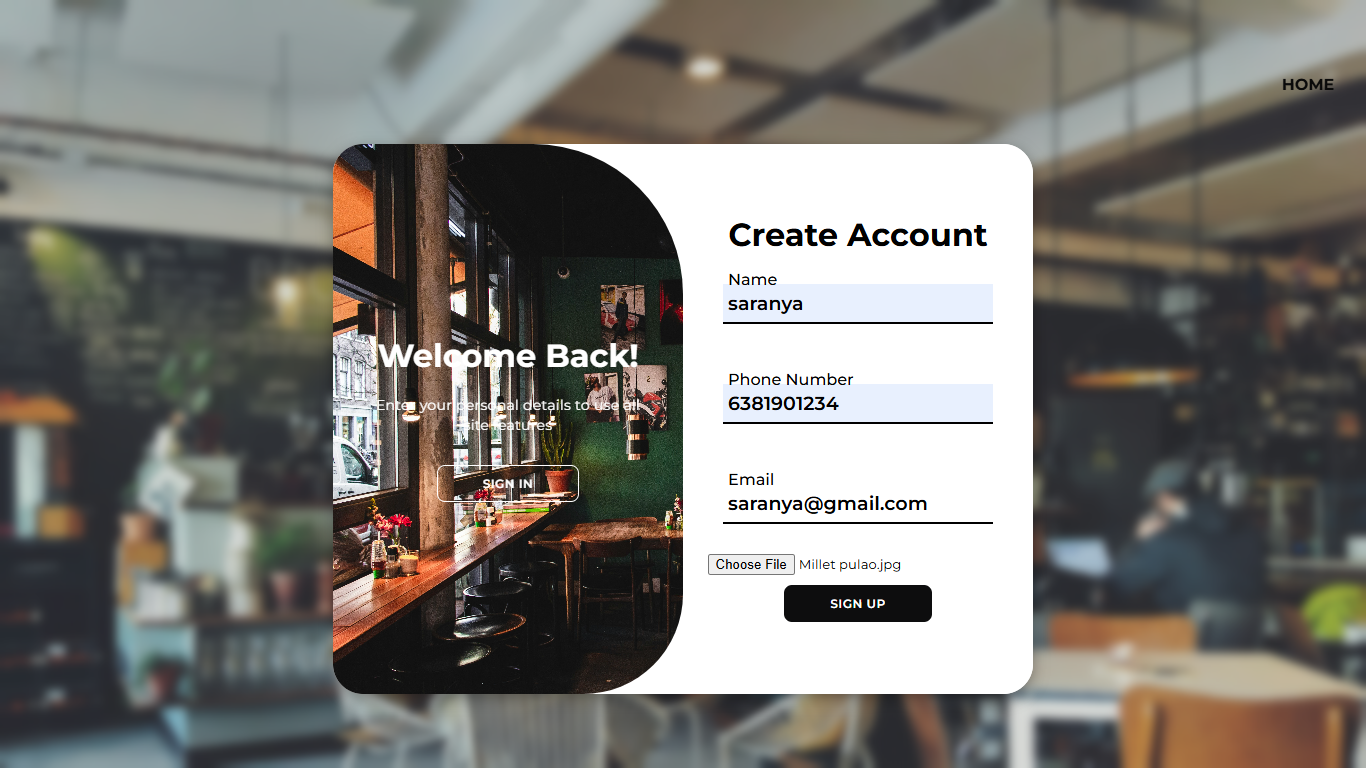 HOME
Welcome Back!
Enter your personal details to use all
site features
SIGN IN
Create Account
Name
saranya
Phone Number
6381901234
Email
saranya@gmail.com
Choose File Millet pulao.jpg
SIGN UP